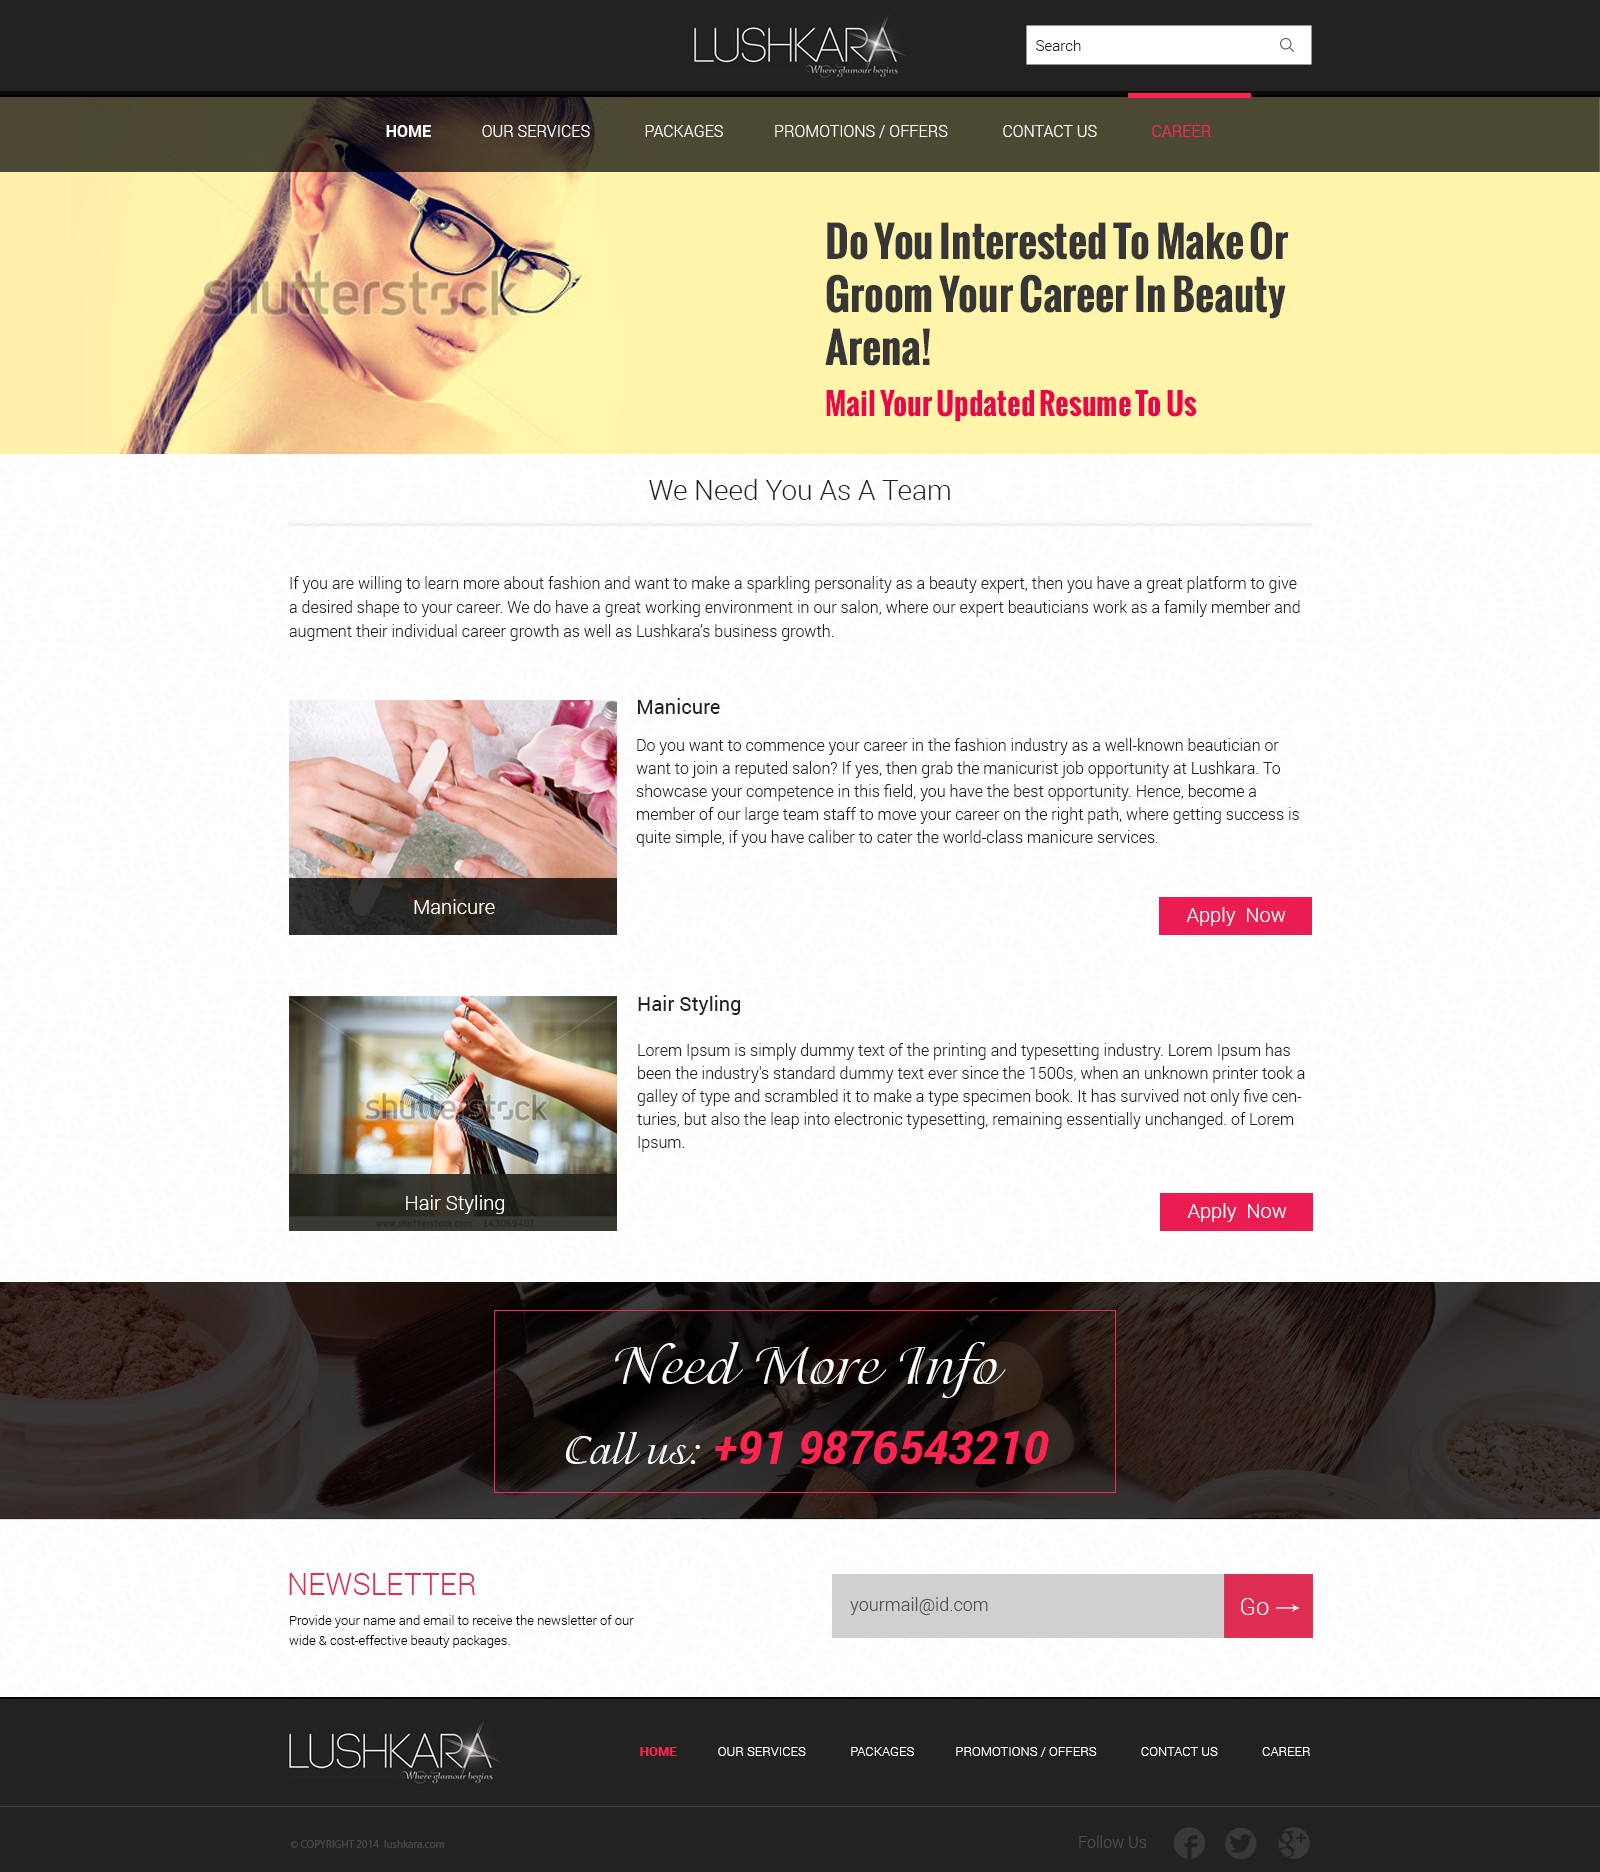 LUSHKARA
Where glamour begins
Search
HOME OUR SERVICES PACKAGES PROMOTIONS / OFFERS CONTACT US CAREER
shutterstock
Do You Interested To Make Or
Groom Your Career In Beauty
Arena!
Mail Your Updated Resume To Us
We Need You As A Team
If you are willing to learn more about fashion and want to make a sparkling personality as a beauty expert, then you have a great platform to give
a desired shape to your career. We do have a great working environment in our salon, where our expert beauticians work as a family member and
augment their individual career growth as well as Lushkara's business growth.
Manicure
Do you want to commence your career in the fashion industry as a well-known beautician or
want to join a reputed salon? If yes, then grab the manicurist job opportunity at Lushkara. To
showcase your competence in this field, you have the best opportunity. Hence, become a
member of our large team staff to move your career on the right path, where getting success is
quite simple, if you have caliber to cater the world-class manicure services.
Manicure
Apply Now
Hair Styling
Lorem Ipsum is simply dummy text of the printing and typesetting industry. Lorem Ipsum has
been the industry's standard dummy text ever since the 1500s, when an unknown printer took a
galley of type and scrambled it to make a type specimen book. It has survived not only five cen-
turies, but also the leap into electronic typesetting, remaining essentially unchanged. of Lorem
Ipsum.
shutterstock
Hair Styling
www.shutterstock.com · 143069407
Apply Now
Need More Info
Call us: +91 9876543210
NEWSLETTER
Provide your name and email to receive the newsletter of our
wide & cost-effective beauty packages.
yourmail@id.com
Go
LUSHKARA
Where glamour begins
HOME OUR SERVICES PACKAGES PROMOTIONS / OFFERS CONTACT US CAREER
© COPYRIGHT 2014 lushkara.com
Follow Us